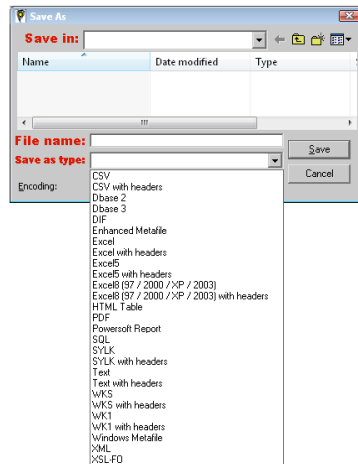 Save As
Save in:
Name Date modified Type
File name:
Save
Save as type:
Cancel
Encoding:
CSV
CSV with headers
Dbase 2
Dbase 3
DIF
Enhanced Metafile
Excel
Excel with headers
Excel5
Excel5 with headers
Excel8 (97 / 2000 / XP / 2003)
Excel8 (97 / 2000 / XP / 2003) with headers
HTML Table
PDF
Powersoft Report
SQL
SYLK
SYLK with headers
Text
Text with headers
WKS
WKS with headers
WK1
WK1 with headers
Windows Metafile
XML
XSL-FO